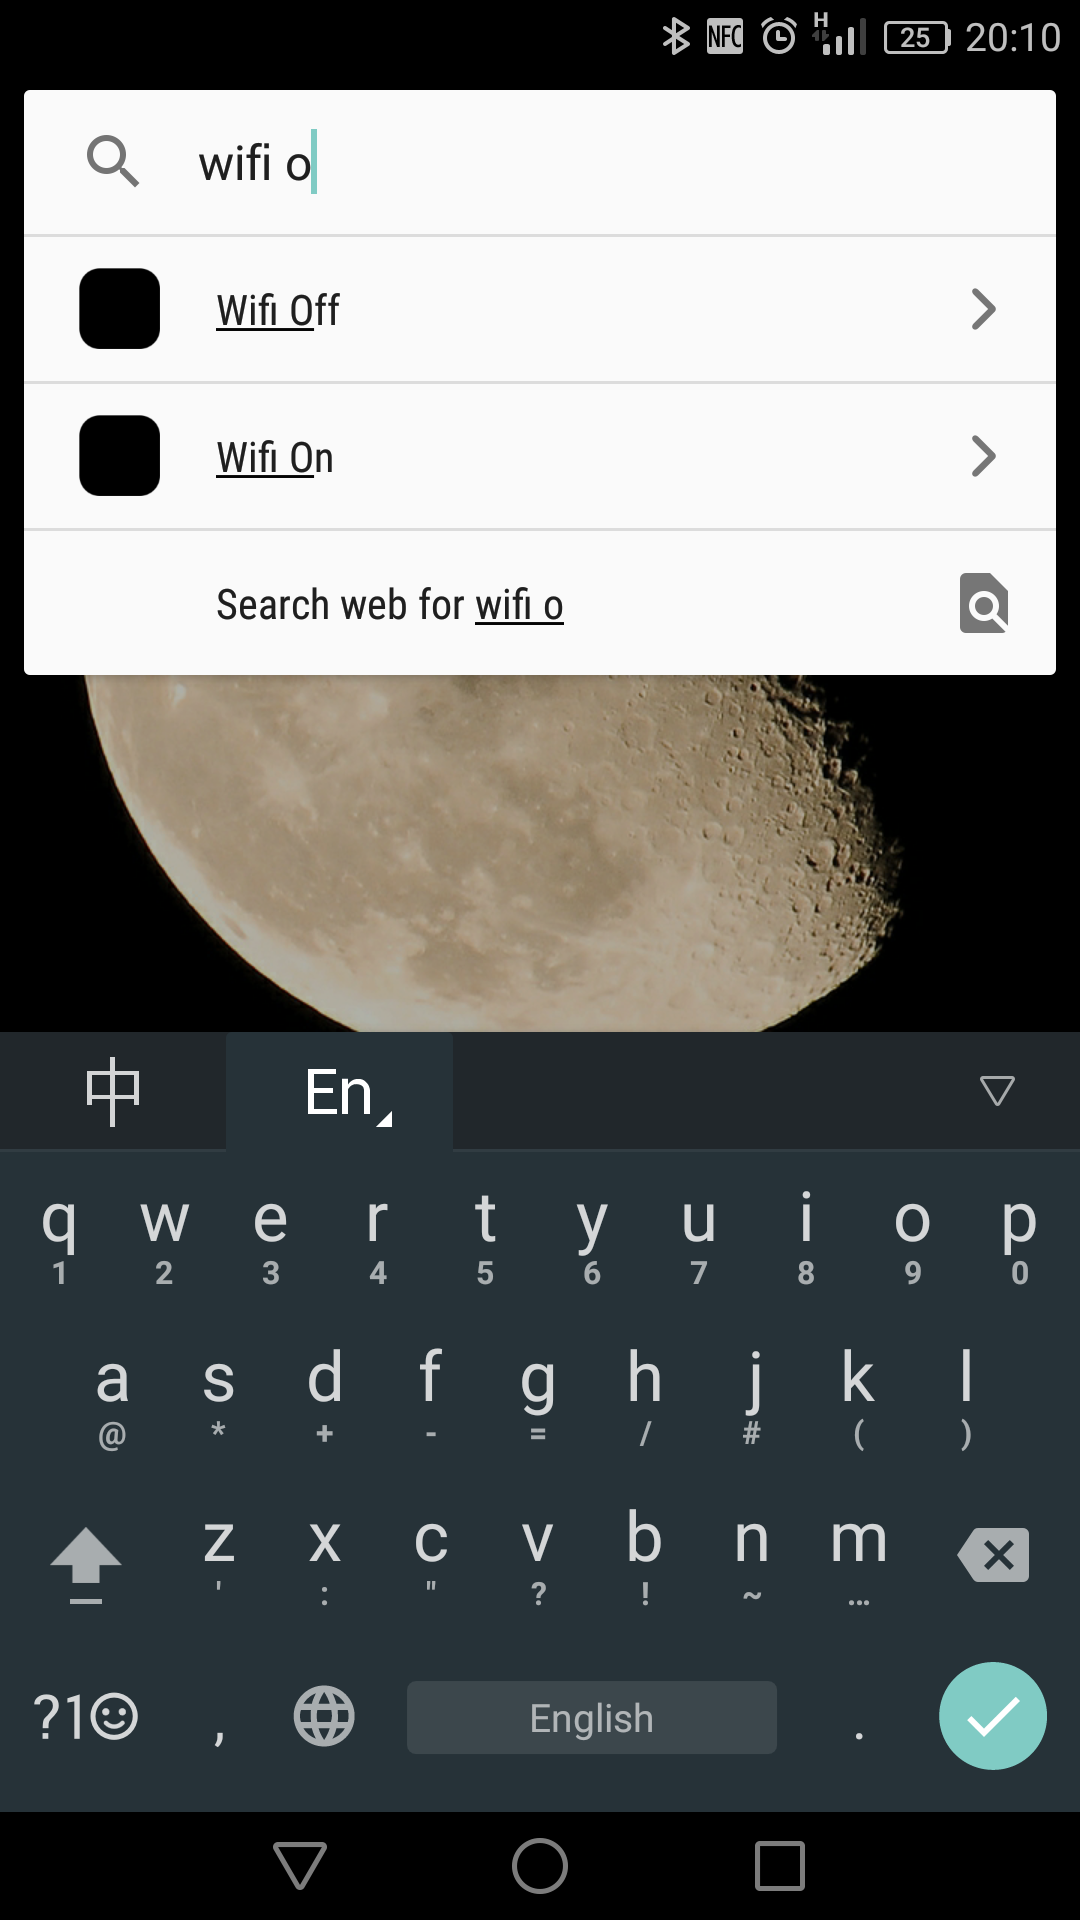 NFC H 25 20:10
wifi o
Wifi Off
Wifi On
Search web for wifi o
中 En
q w e r t y u i o p
1 2 3 4 5 6 7 8 9 0
a s d f g h j k l
@ * + - = / # ( )
z x c v b n m
' : " ? ! ~ …
?1☺ , English .